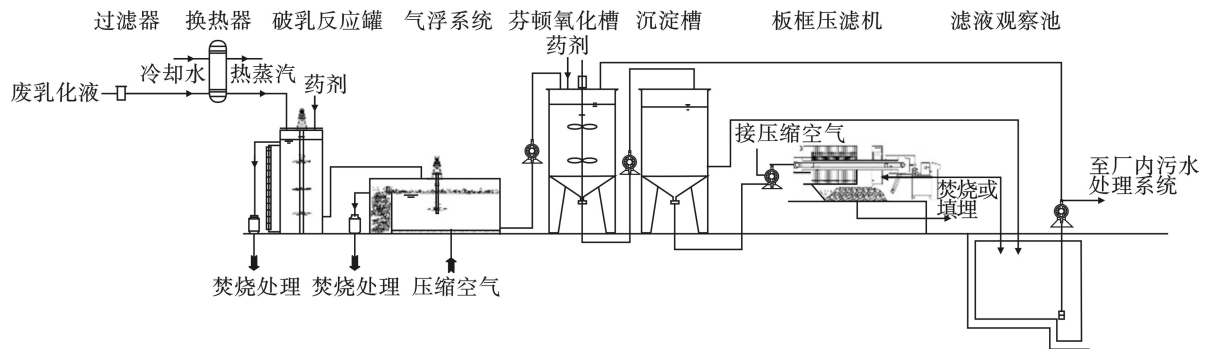 过滤器 换热器 破乳反应罐 气浮系统 芬顿氧化槽 沉淀槽 板框压滤机 滤液观察池
药剂
冷却水 热蒸汽
药剂
废乳化液
接压缩空气
至厂内污水
处理系统
焚烧或
填埋
焚烧处理 焚烧处理 压缩空气